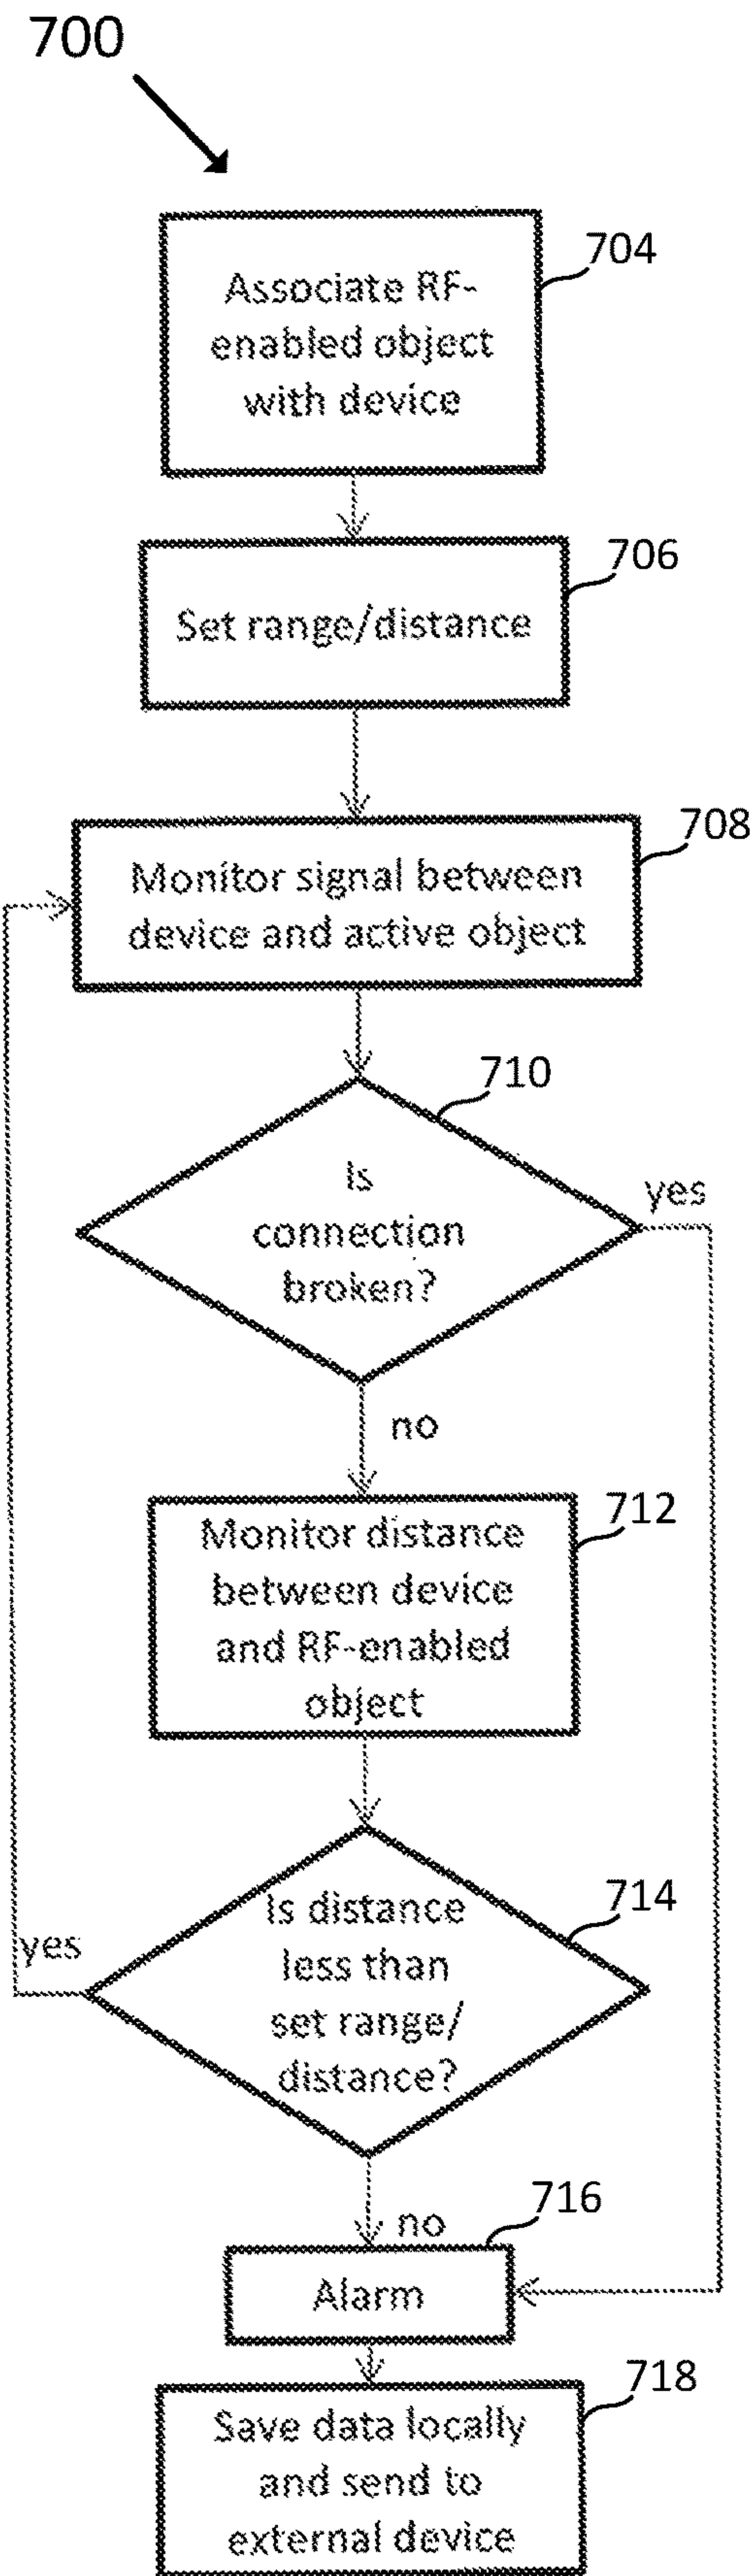 700
704
Associate RF-
enabled object
with device
706
Set range/distance
708
Monitor signal between
device and active object
710
Is
connection
broken?
yes
no
712
Monitor distance
between device
and RF-enabled
object
714
Is distance
less than
set range/
distance?
yes
no
716
Alarm
718
Save data locally
and send to
external device